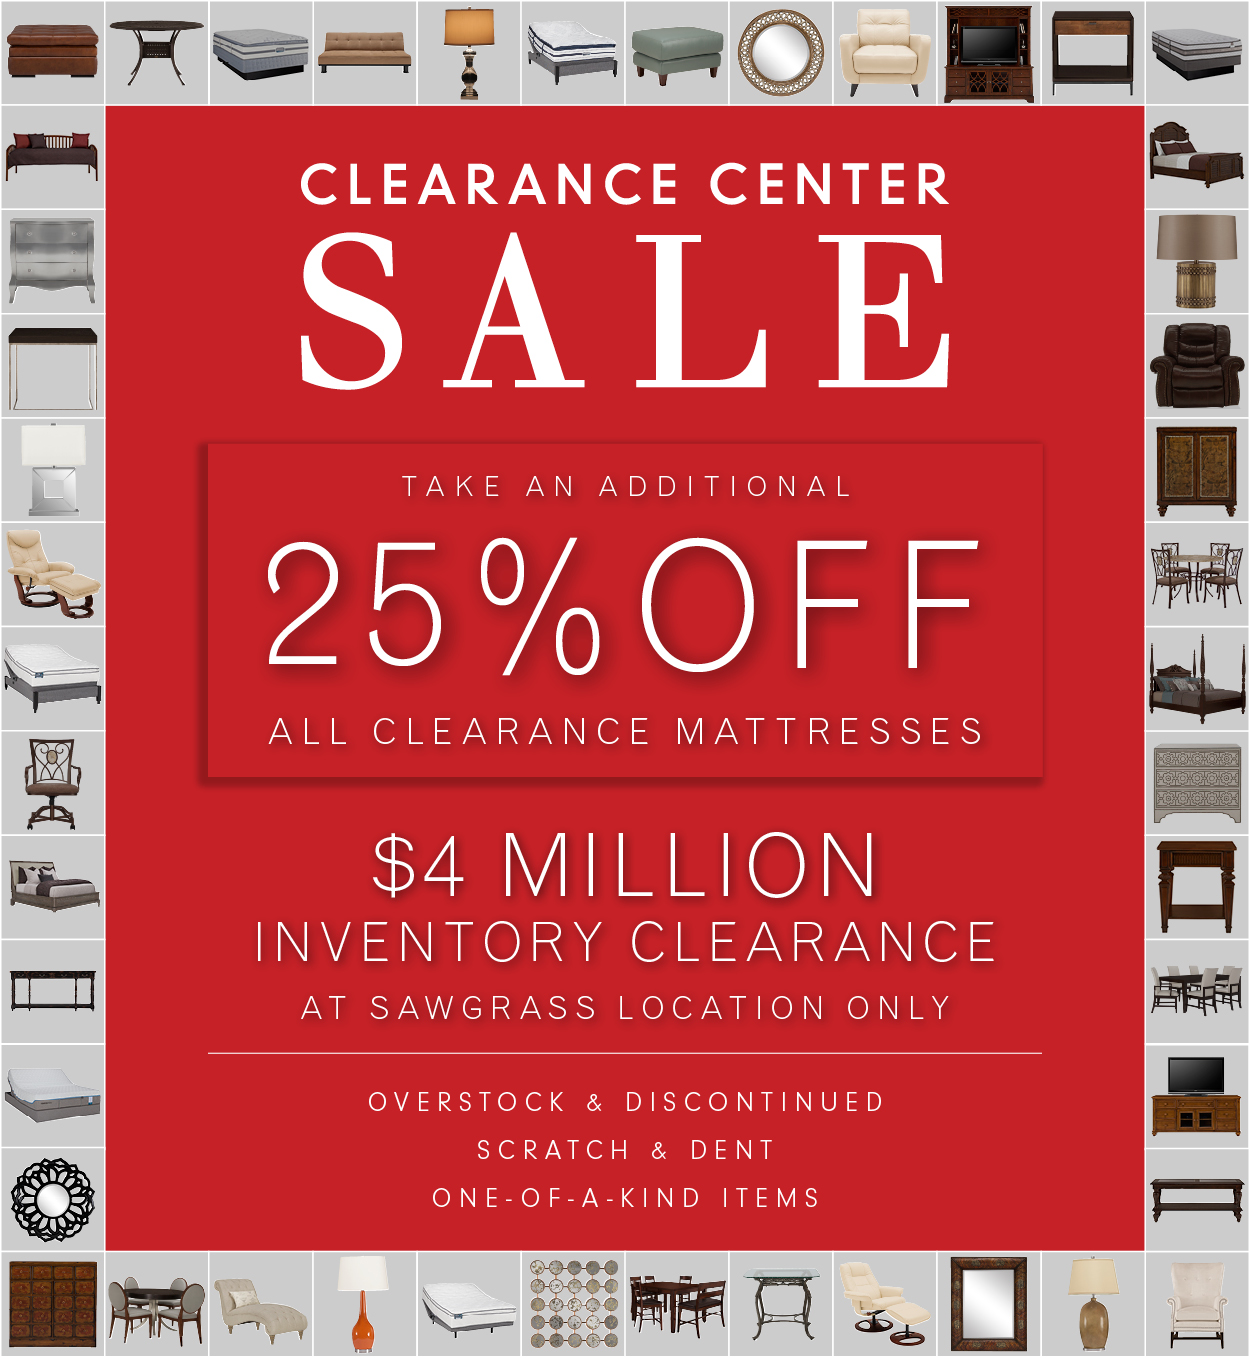 CLEARANCE CENTER
SALE
TAKE AN ADDITIONAL
25% OFF
ALL CLEARANCE MATTRESSES
$4 MILLION
INVENTORY CLEARANCE
AT SAWGRASS LOCATION ONLY
OVERSTOCK & DISCONTINUED
SCRATCH & DENT
ONE-OF-A-KIND ITEMS